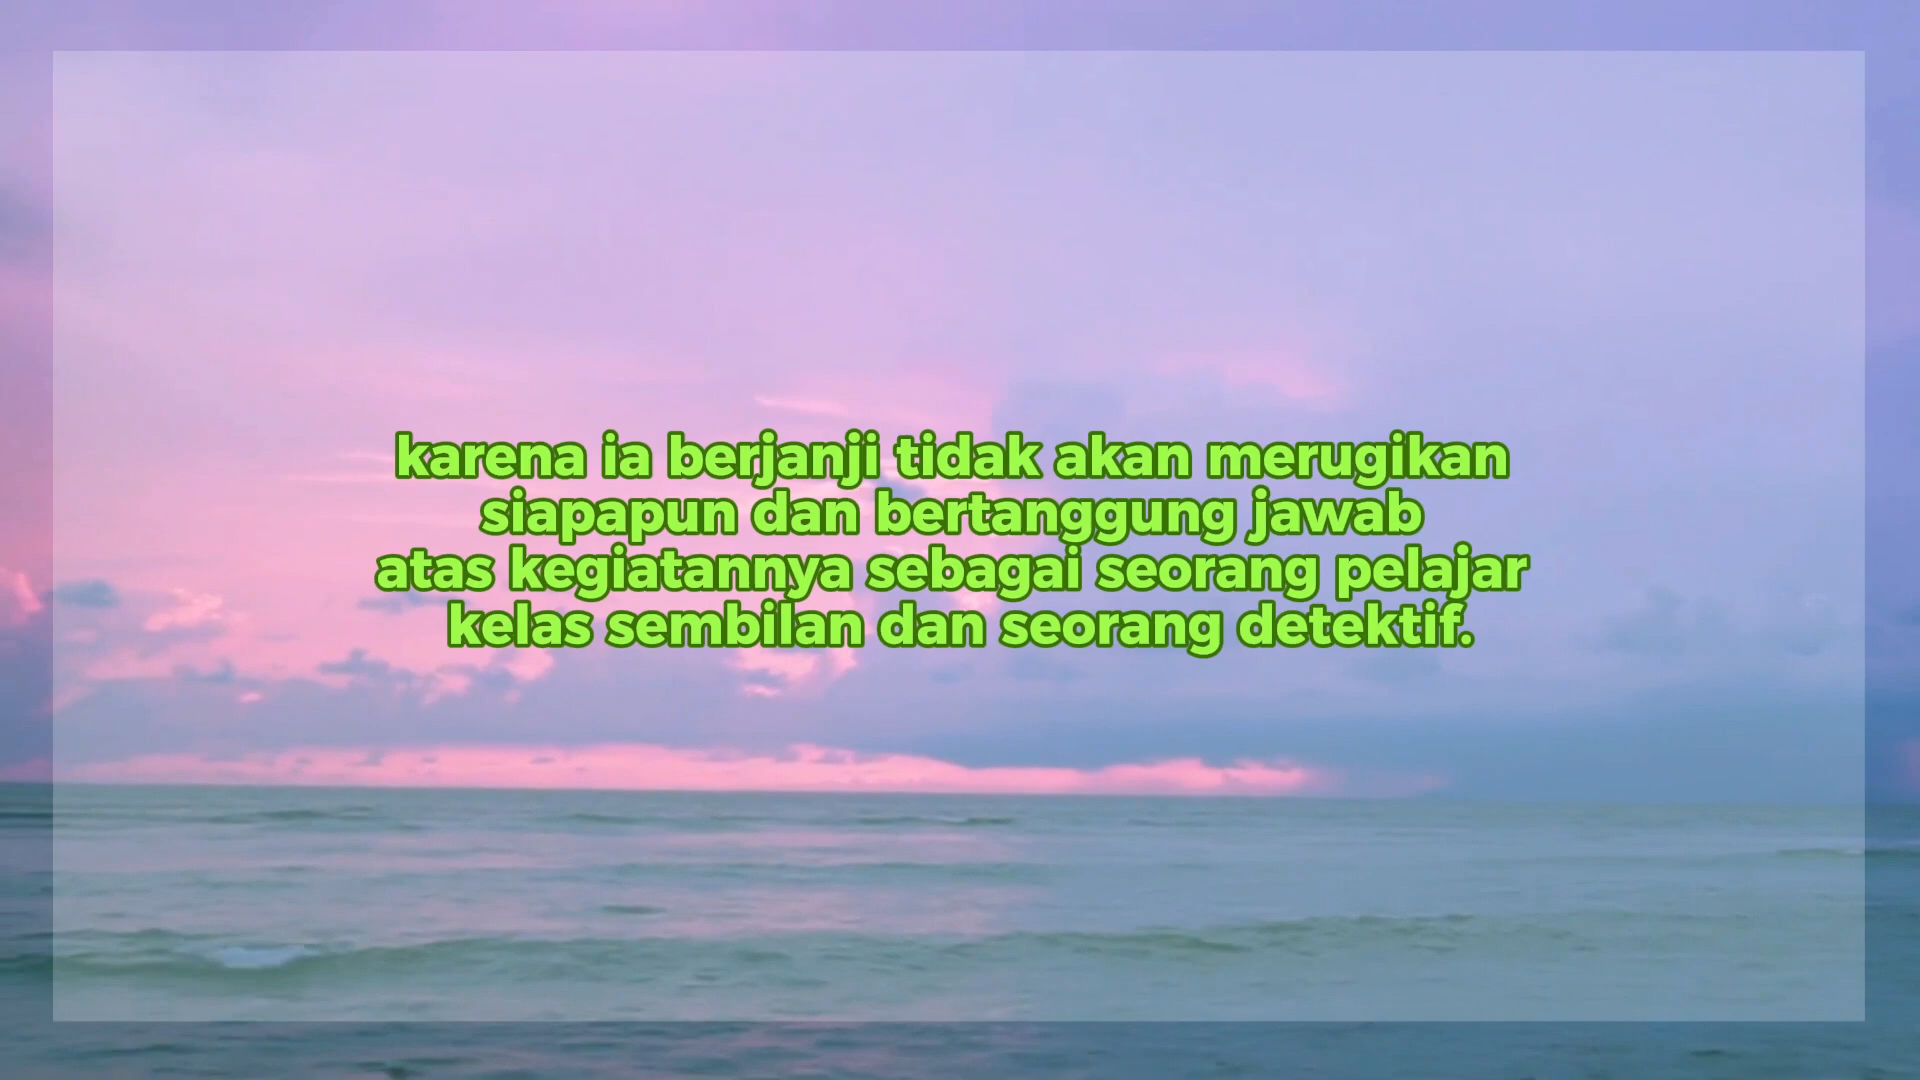 karena ia berjanji tidak akan merugikan
siapapun dan bertanggung jawab
atas kegiatannya sebagai seorang pelajar
kelas sembilan dan seorang detektif.